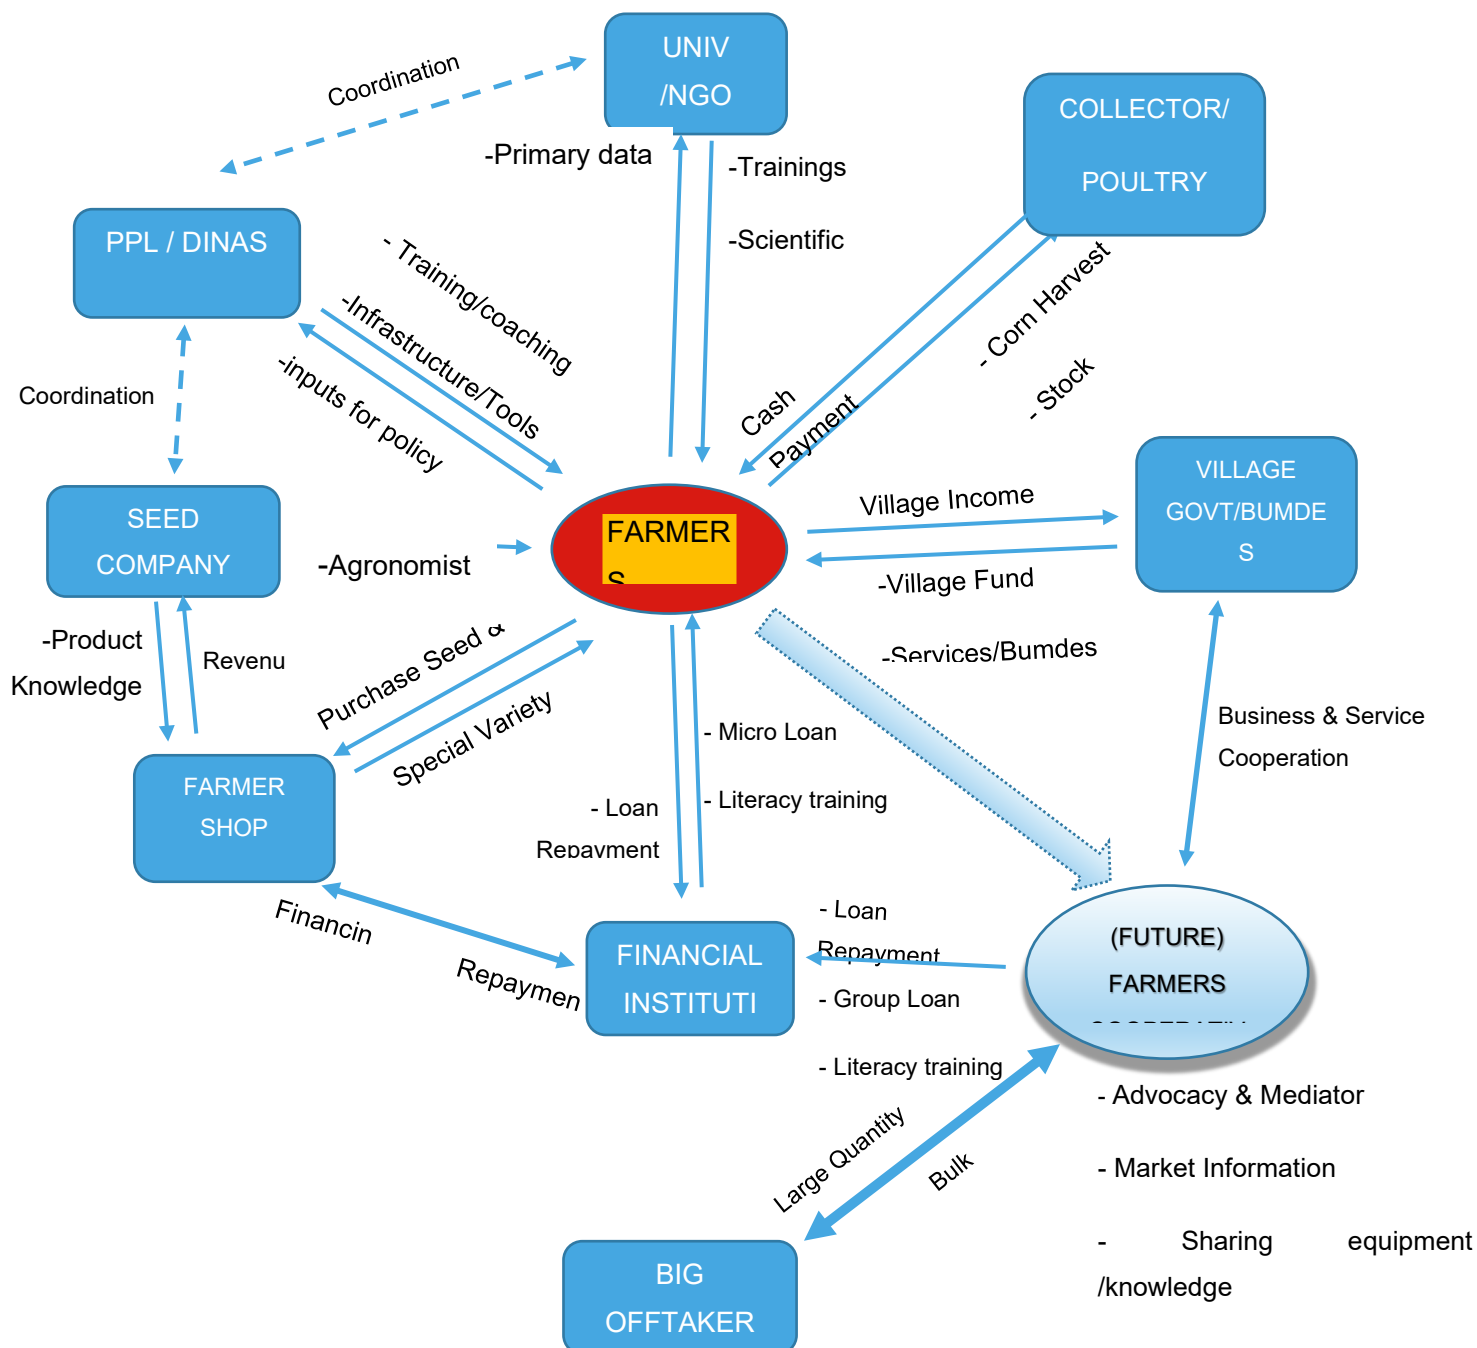 UNIV
/NGO
Coordination
COLLECTOR/
POULTRY
-Primary data
-Trainings
-Scientific
PPL / DINAS
- Training/coaching
-Infrastructure/Tools
-inputs for policy
- Corn Harvest
- Stock
Cash
Payment
Coordination
SEED
COMPANY
-Agronomist
FARMER
S
Village Income
-Village Fund
-Services/Bumdes
VILLAGE
GOVT/BUMDE
S
-Product
Knowledge
Revenu
Purchase Seed &
Special Variety
- Micro Loan
- Literacy training
- Loan
Repayment
Business & Service
Cooperation
FARMER
SHOP
Financin
Repaymen
FINANCIAL
INSTITUTI
- Loan
Repayment
- Group Loan
- Literacy training
(FUTURE)
FARMERS
COOPERATIV
Large Quantity
Bulk
- Advocacy & Mediator
- Market Information
- Sharing equipment
/knowledge
BIG
OFFTAKER